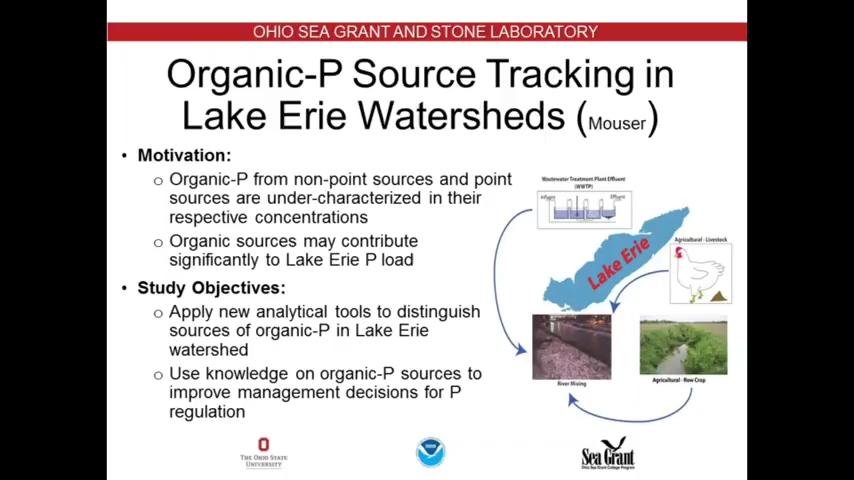 OHIO SEA GRANT AND STONE LABORATORY
Organic-P Source Tracking in
Lake Erie Watersheds (Mouser)
• Motivation:
o Organic-P from non-point sources and point
sources are under-characterized in their
respective concentrations
o Organic sources may contribute
significantly to Lake Erie P load
• Study Objectives:
o Apply new analytical tools to distinguish
sources of organic-P in Lake Erie
watershed
o Use knowledge on organic-P sources to
improve management decisions for P
regulation
Wastewater Treatment Plant Effluent
(WWTP)
Effluent
Lake Erie
Agricultural - Livestock
River Mixing
Agricultural - Row Crop
THE OHIO STATE
UNIVERSITY
Sea Grant
Ohio Sea Grant College Program